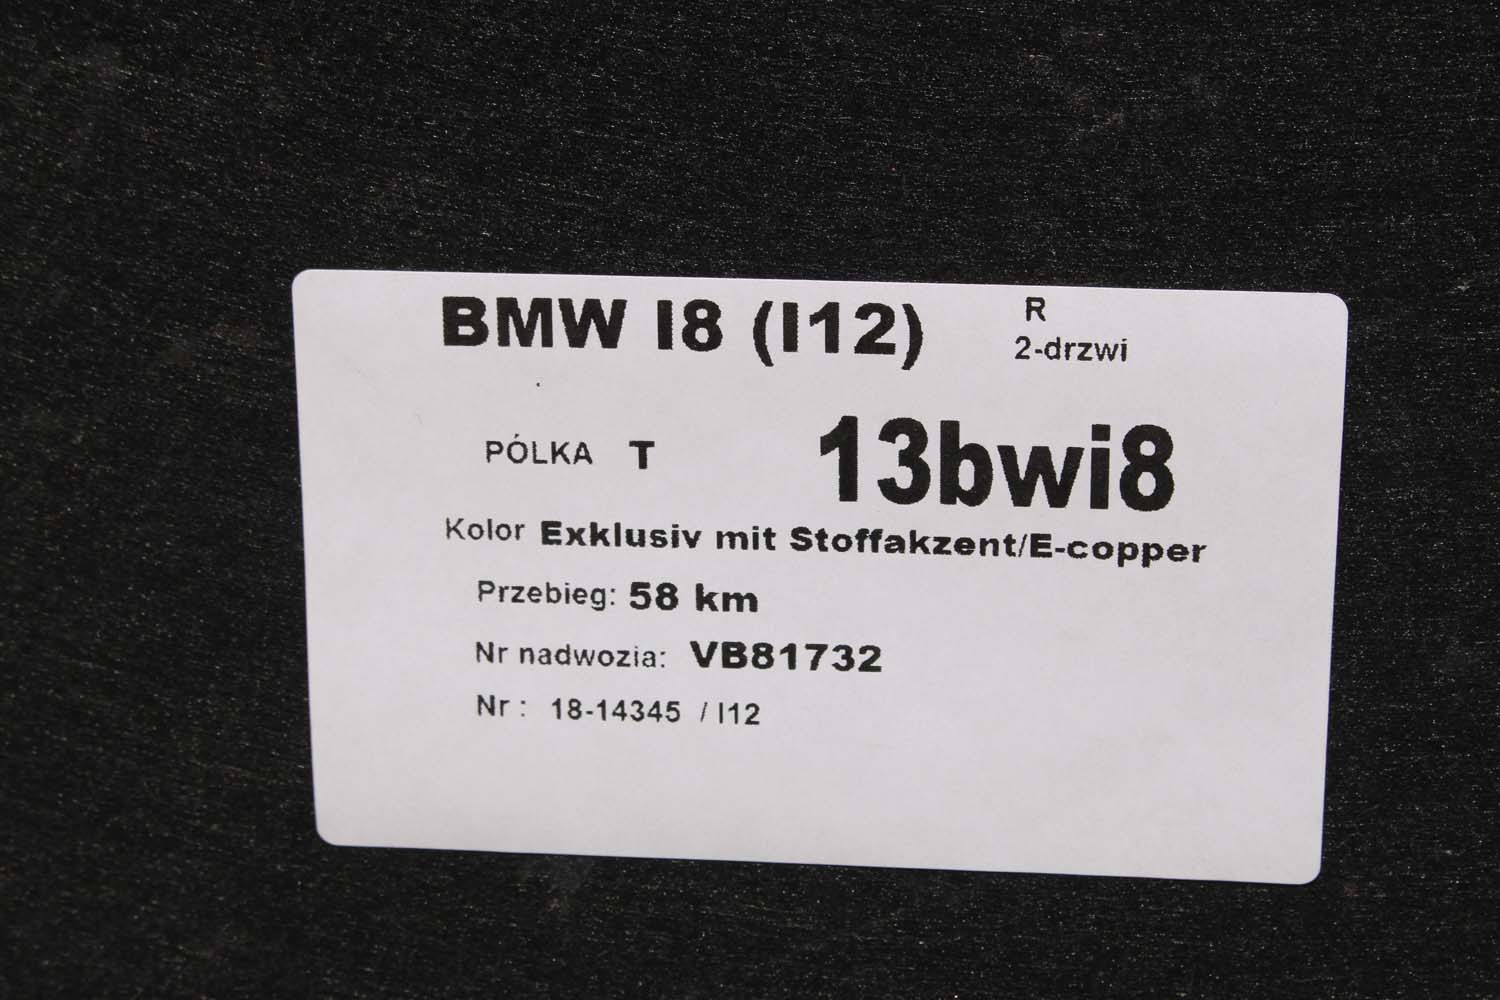 BMW I8 (I12) R
2-drzwi
PÓLKA T 13bwi8
Kolor Exklusiv mit Stoffakzent/E-copper
Przebieg: 58 km
Nr nadwozia: VB81732
Nr : 18-14345 / I12